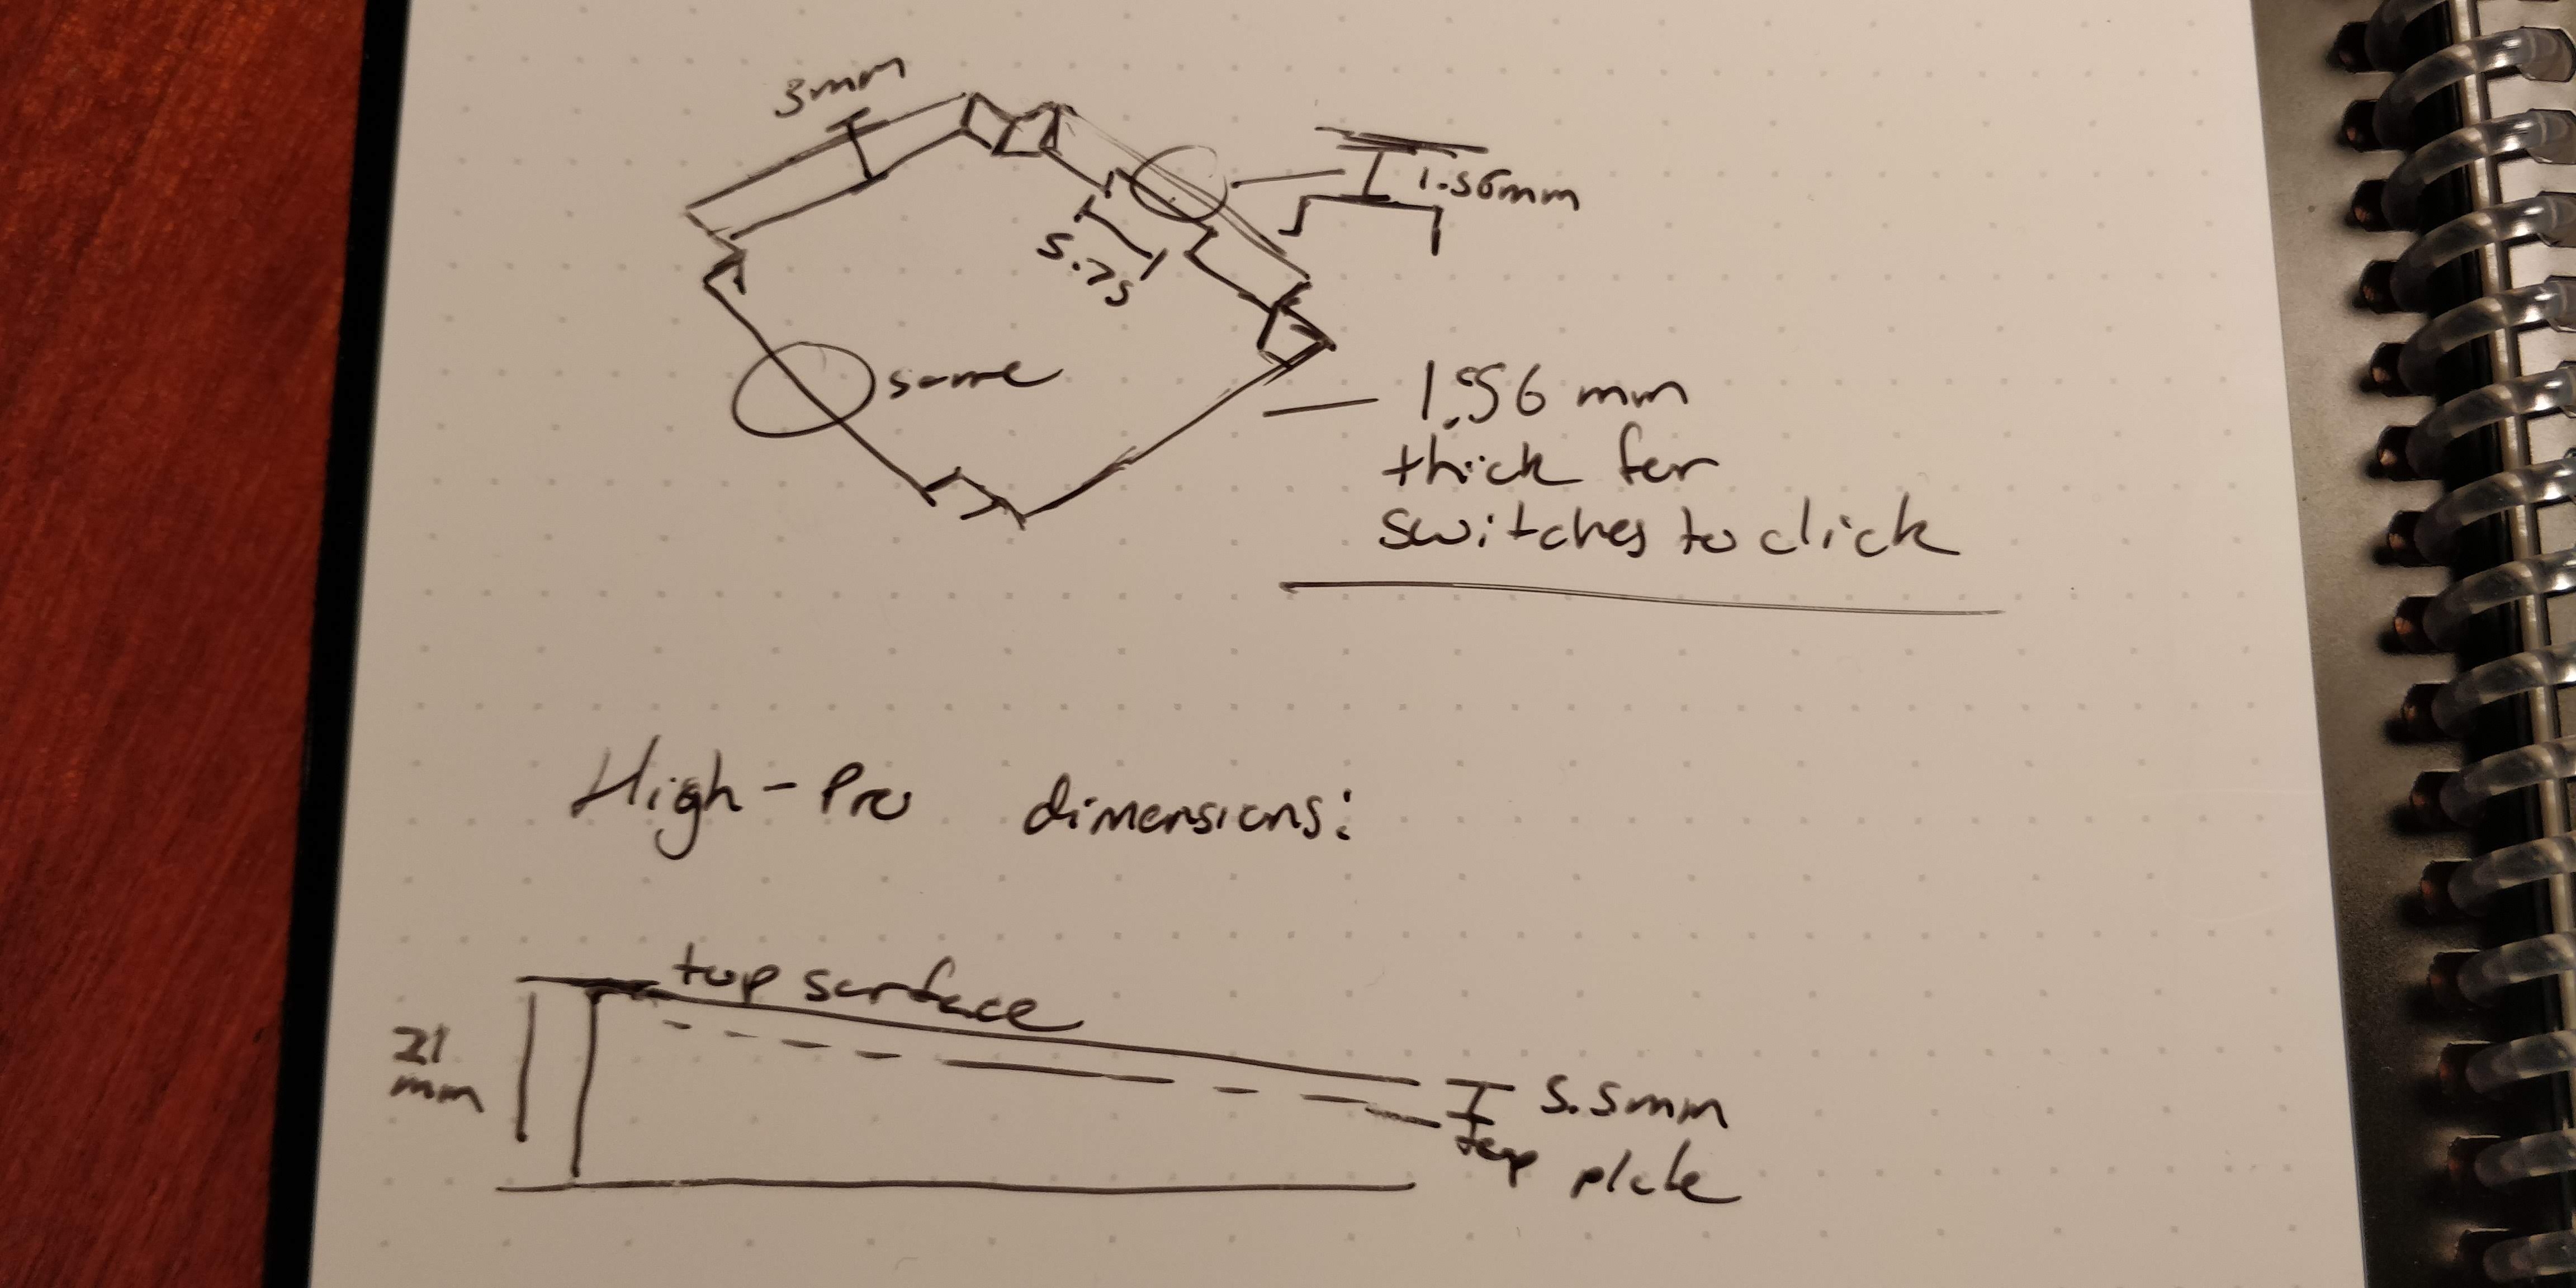 3mm
1.56mm
5.75
same
1.556 mm
thick for
switches to click
High-Pro dimensions:
top surface
21
mm
5.5mm
top plate